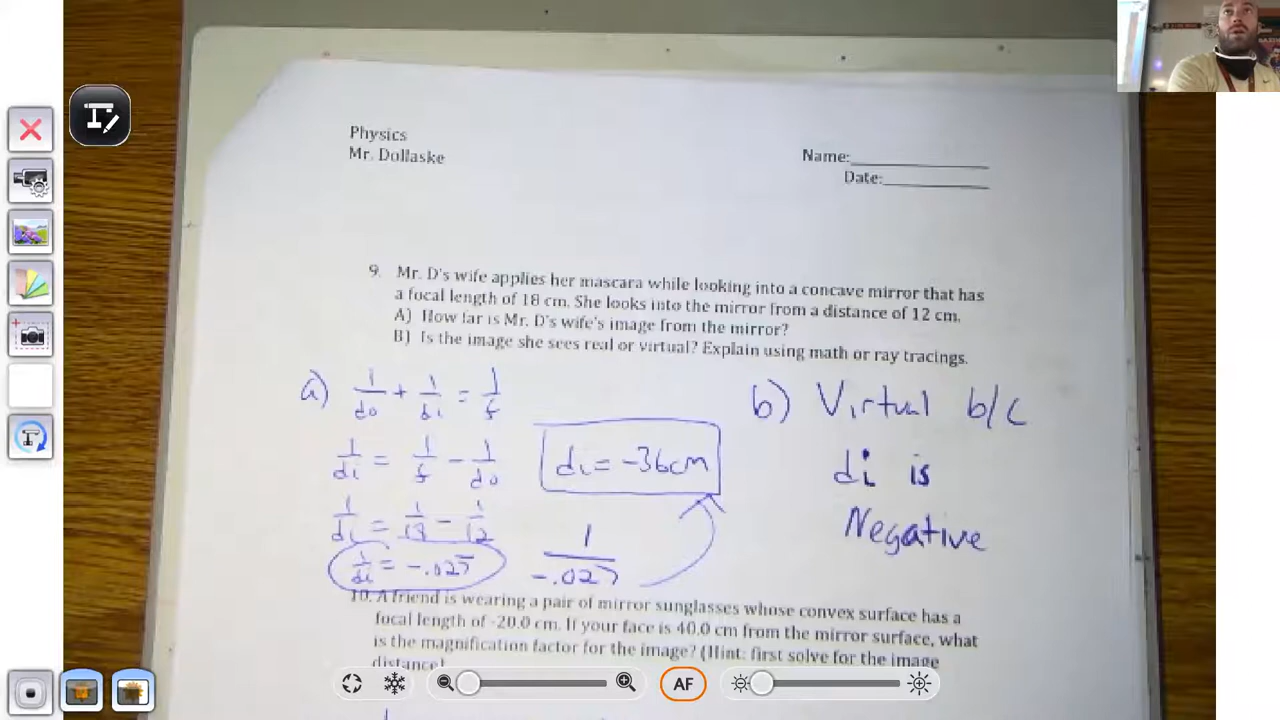 Physics
Mr. Dollaske
Name:
Date:
9. Mr. D's wife applies her mascara while looking into a concave mirror that has
a focal length of 18 cm. She looks into the mirror from a distance of 12 cm.
A) How far is Mr. D's wife's image from the mirror?
B) Is the image she sees real or virtual? Explain using math or ray tracings.
a) 1/do + 1/di = 1/f
1/di = 1/f - 1/do
1/di = 1/18 - 1/12
1/di = -.027
di = -36cm
1/-.027
b) Virtual b/c
di is
Negative
10. A friend is wearing a pair of mirror sunglasses whose convex surface has a
focal length of -20.0 cm. If your face is 40.0 cm from the mirror surface, what
is the magnification factor for the image? (Hint: first solve for the image
distance)
AF